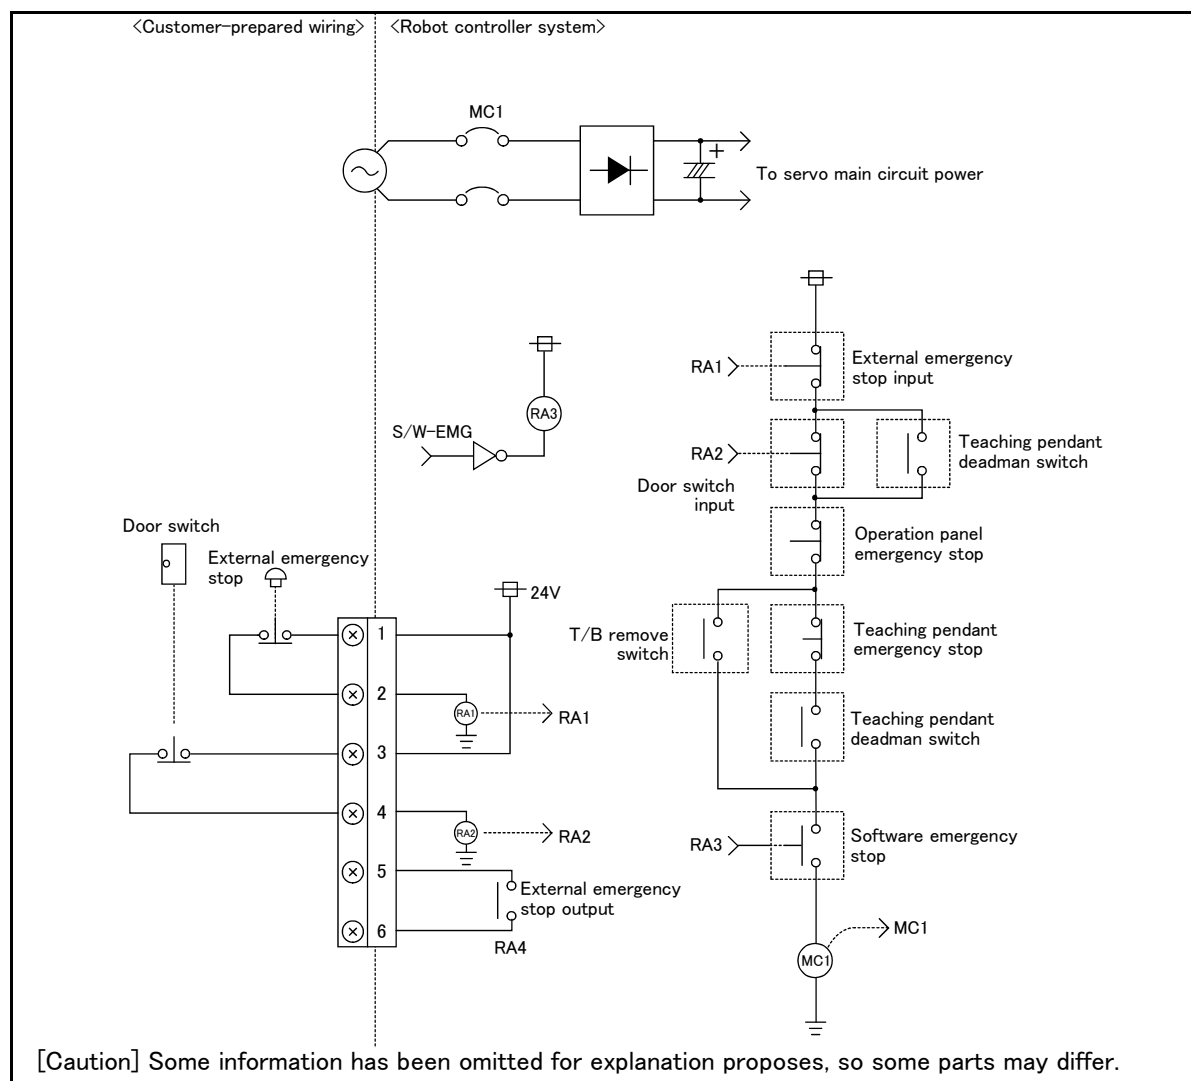 <Customer-prepared wiring>
<Robot controller system>
MC1
To servo main circuit power
RA3
S/W-EMG
RA1
External emergency
stop input
RA2
Door switch
input
Teaching pendant
deadman switch
Operation panel
emergency stop
Door switch
External emergency
stop
24V
T/B remove
switch
Teaching pendant
emergency stop
1
2
RA1
RA1
3
Teaching pendant
deadman switch
4
RA2
RA2
5
External emergency
stop output
6
RA4
RA3
Software emergency
stop
MC1
MC1
[Caution] Some information has been omitted for explanation proposes, so some parts may differ.